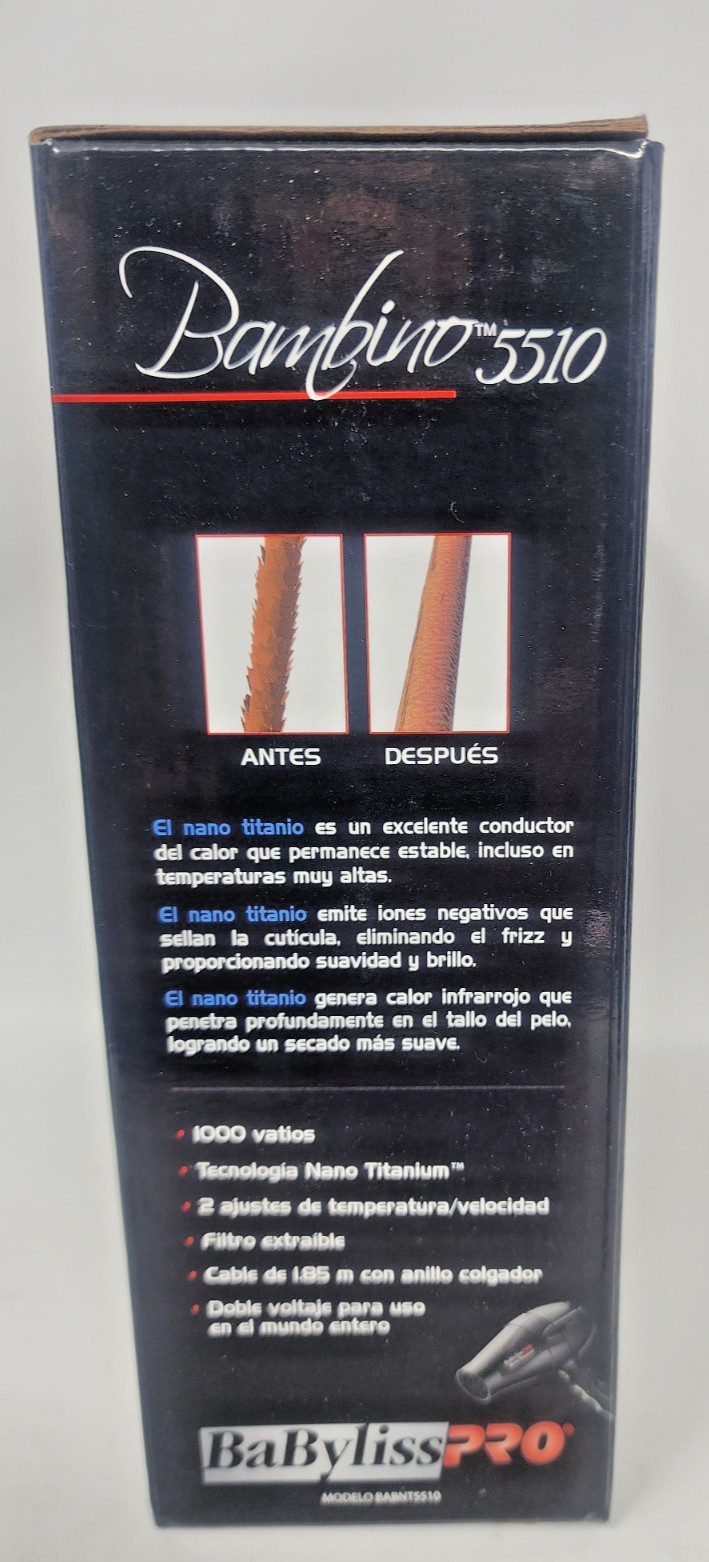 Bambino™ 5510
ANTES DESPUÉS
El nano titanio es un excelente conductor
del calor que permanece estable, incluso en
temperaturas muy altas.
El nano titanio emite iones negativos que
sellan la cutícula, eliminando el frizz y
proporcionando suavidad y brillo.
El nano titanio genera calor infrarrojo que
penetra profundamente en el tallo del pelo,
logrando un secado más suave.
• 1000 vatios
• Tecnología Nano Titanium™
• 2 ajustes de temperatura/velocidad
• Filtro extraíble
• Cable de 1.85 m con anillo colgador
• Doble voltaje para uso
en el mundo entero
BaBylissPRO®
MODELO BABNT5510